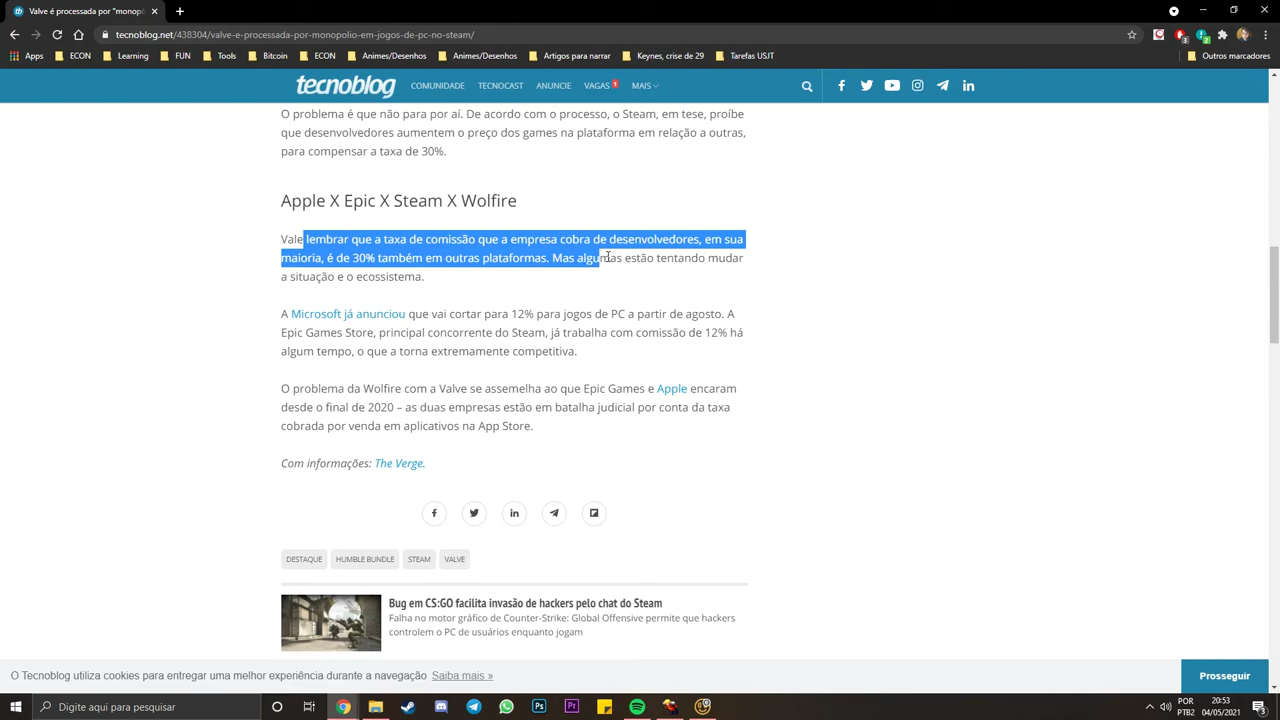 Valve é processada por monopol
tecnoblog.net/438304/valve-e-processada-por-monopolio-em-jogos-pc-no-steam/
Apps ECON Learning FUN Bitcoin ECON Animes/Desenhos Animes/Desenhos Artigos para narrar Keynes, crise de 29 Tarefas USJT Outros marcadores
tecnoblog COMUNIDADE TECNOCAST ANUNCIE VAGAS 1 MAIS
O problema é que não para por aí. De acordo com o processo, o Steam, em tese, proíbe
que desenvolvedores aumentem o preço dos games na plataforma em relação a outras,
para compensar a taxa de 30%.
Apple X Epic X Steam X Wolfire
Vale lembrar que a taxa de comissão que a empresa cobra de desenvolvedores, em sua
maioria, é de 30% também em outras plataformas. Mas algumas estão tentando mudar
a situação e o ecossistema.
A Microsoft já anunciou que vai cortar para 12% para jogos de PC a partir de agosto. A
Epic Games Store, principal concorrente do Steam, já trabalha com comissão de 12% há
algum tempo, o que a torna extremamente competitiva.
O problema da Wolfire com a Valve se assemelha ao que Epic Games e Apple encaram
desde o final de 2020 – as duas empresas estão em batalha judicial por conta da taxa
cobrada por venda em aplicativos na App Store.
Com informações: The Verge.
DESTAQUE HUMBLE BUNDLE STEAM VALVE
Bug em CS:GO facilita invasão de hackers pelo chat do Steam
Falha no motor gráfico de Counter-Strike: Global Offensive permite que hackers
controlem o PC de usuários enquanto jogam
O Tecnoblog utiliza cookies para entregar uma melhor experiência durante a navegação Saiba mais »
Prosseguir
Digite aqui para pesquisar
Ps Pr
POR
PTB2
20:53
04/05/2021